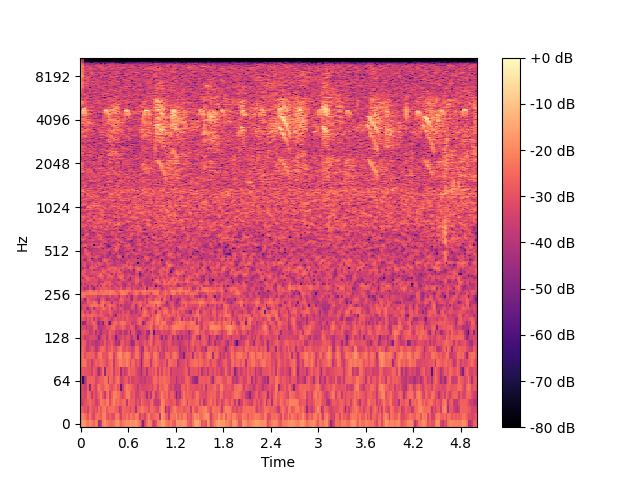 8192
4096
2048
1024
512
256
128
64
0
Hz
0 0.6 1.2 1.8 2.4 3 3.6 4.2 4.8
Time
+0 dB
-10 dB
-20 dB
-30 dB
-40 dB
-50 dB
-60 dB
-70 dB
-80 dB